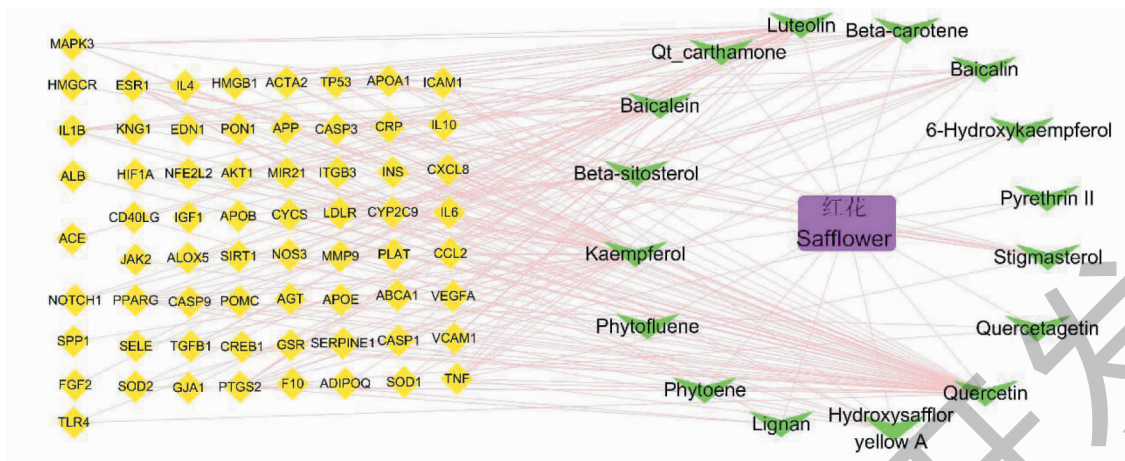 MAPK3
HMGCR ESR1 IL4 HMGB1 ACTA2 TP53 APOA1 ICAM1
IL1B KNG1 EDN1 PON1 APP CASP3 CRP IL10
ALB HIF1A NFE2L2 AKT1 MIR21 ITGB3 INS CXCL8
CD40LG IGF1 APOB CYCS LDLR CYP2C9 IL6
ACE
JAK2 ALOX5 SIRT1 NOS3 MMP9 PLAT CCL2
NOTCH1 PPARG CASP9 POMC AGT APOE ABCA1 VEGFA
SPP1 SELE TGFB1 CREB1 GSR SERPINE1 CASP1 VCAM1
FGF2 SOD2 GJA1 PTGS2 F10 ADIPOQ SOD1 TNF
TLR4
Luteolin
Beta-carotene
Qt_carthamone
Baicalin
Baicalein
6-Hydroxykaempferol
Beta-sitosterol
Pyrethrin II
红花
Safflower
Kaempferol
Stigmasterol
Phytofluene
Quercetagetin
Phytoene
Quercetin
Lignan
Hydroxysafflor
yellow A